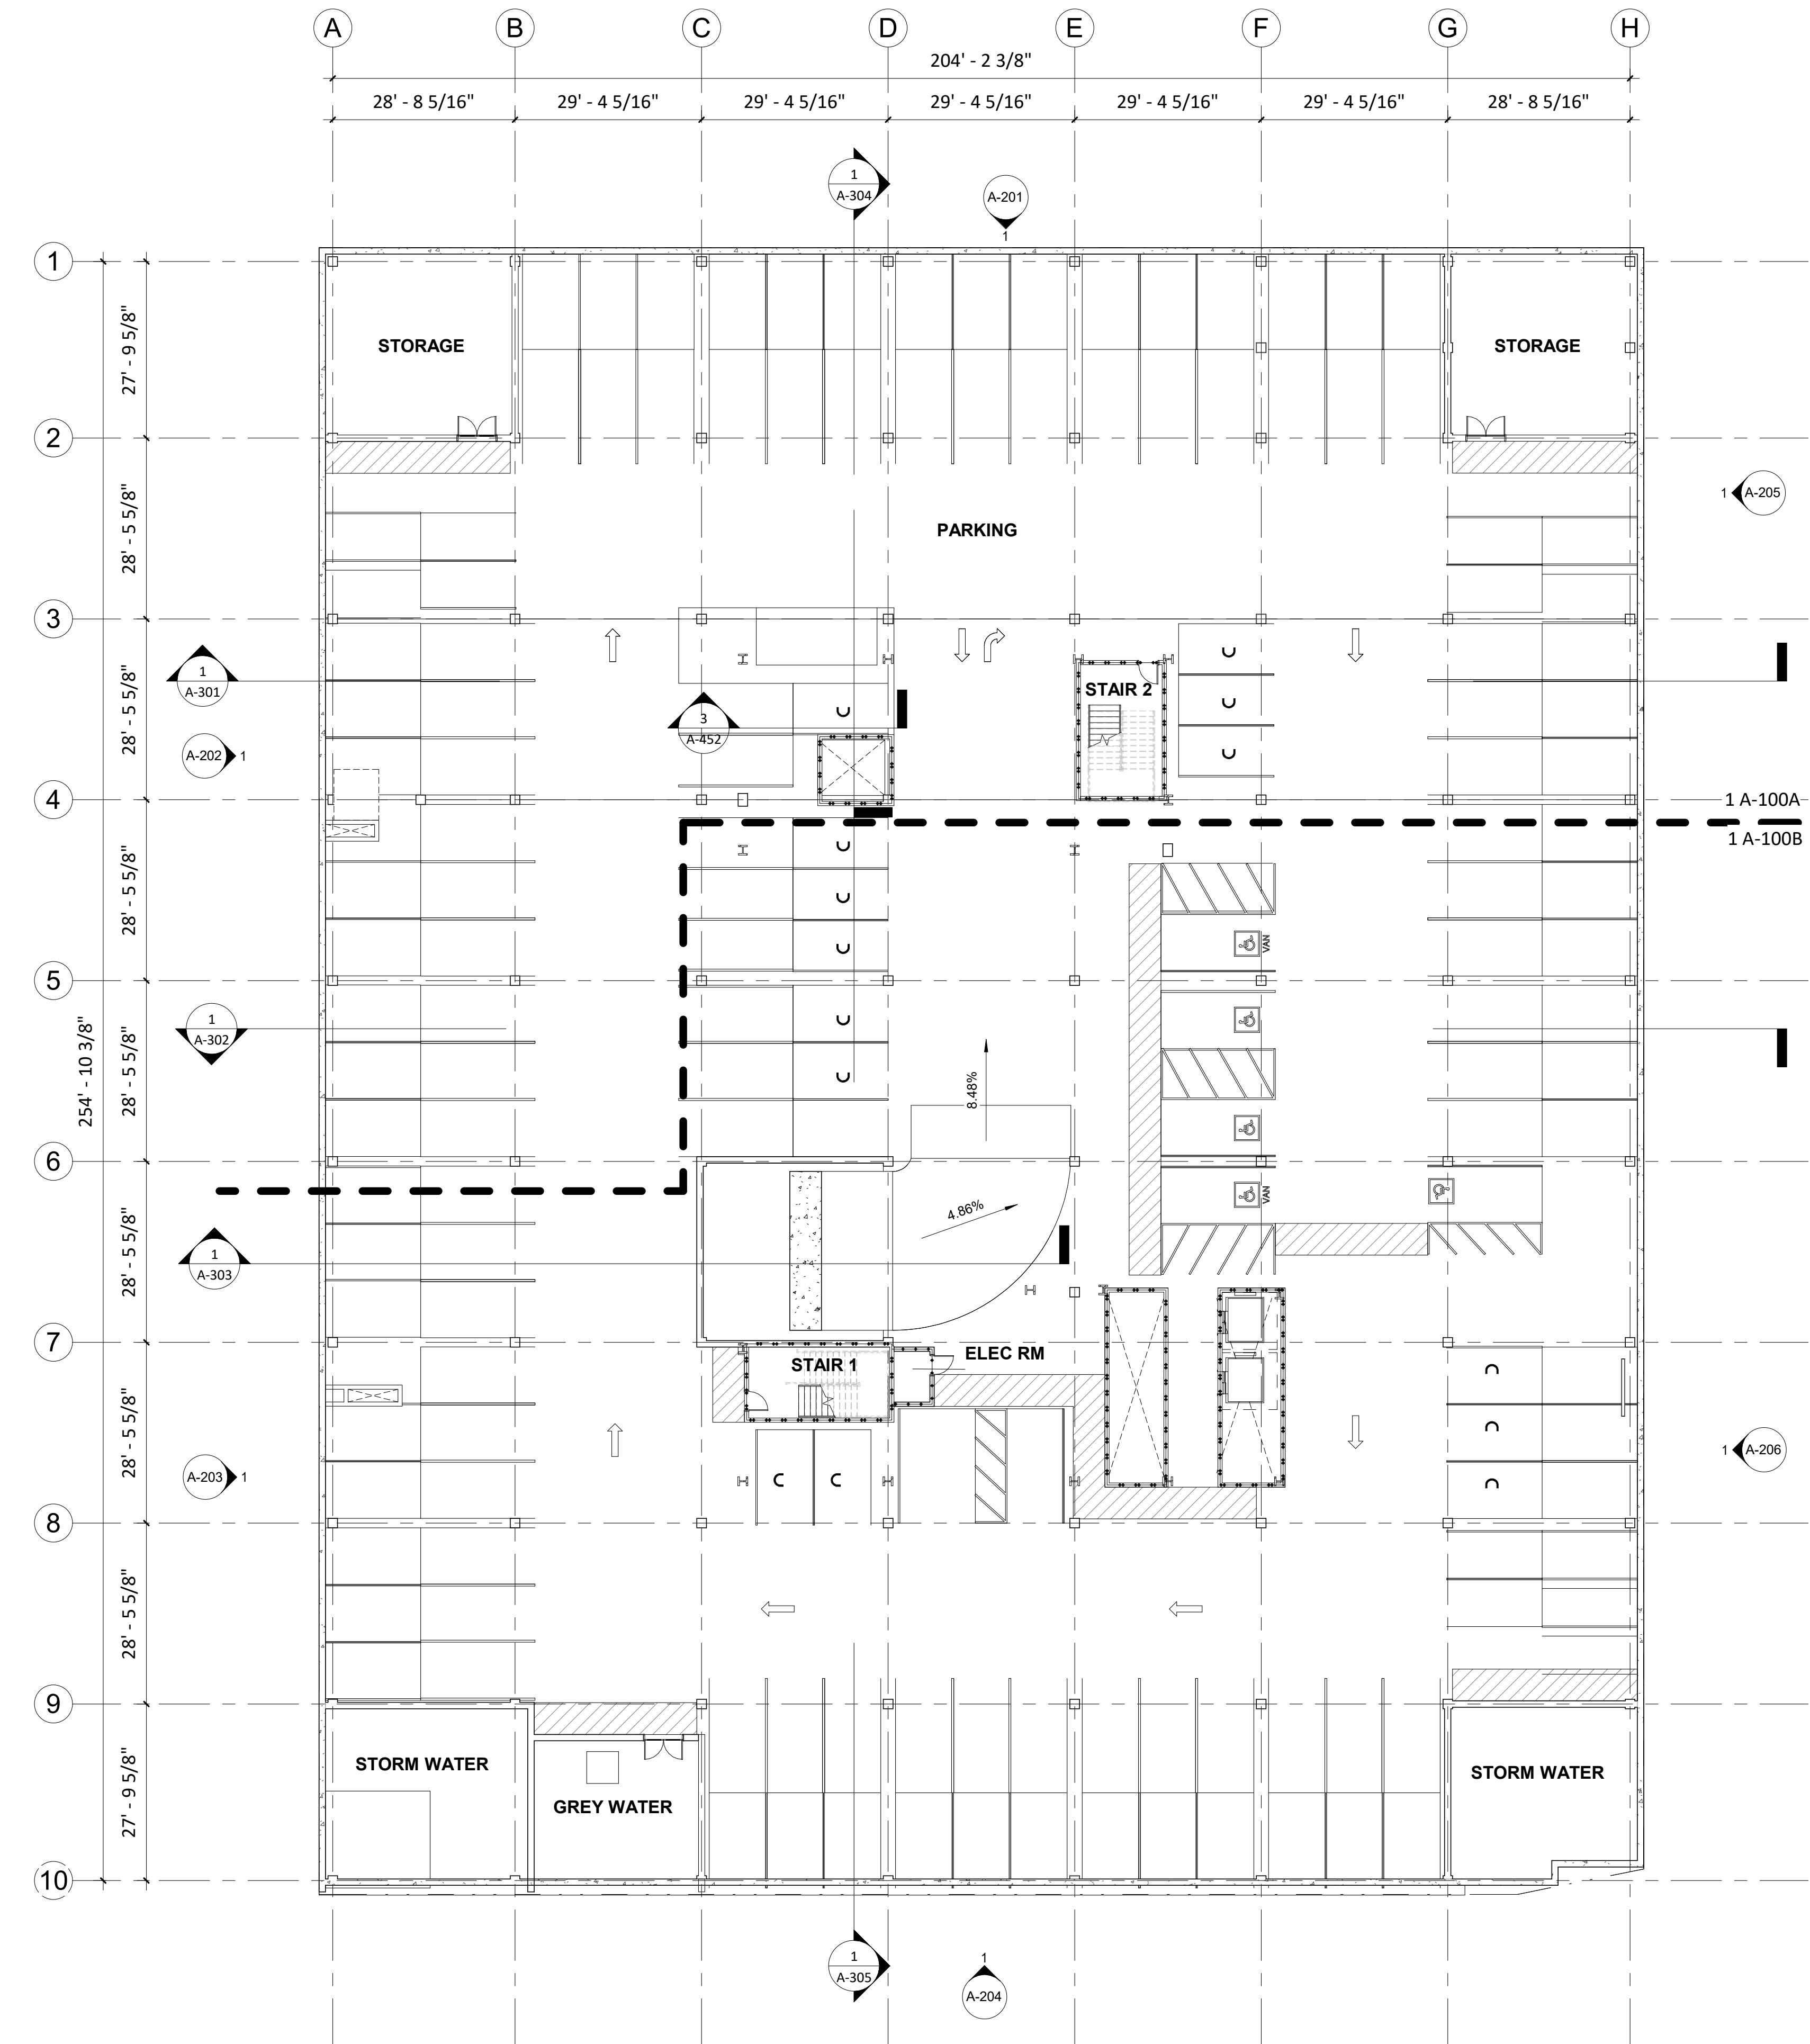 A B C D E F G H
204' - 2 3/8"
28' - 8 5/16" 29' - 4 5/16" 29' - 4 5/16" 29' - 4 5/16" 29' - 4 5/16" 29' - 4 5/16" 28' - 8 5/16"
1
A-304
A-201
1
1
27' - 9 5/8"
STORAGE
STORAGE
2
28' - 5 5/8"
1 A-205
PARKING
3
1
A-301
28' - 5 5/8"
STAIR 2
3
A-452
A-202 1
4
1 A-100A
1 A-100B
28' - 5 5/8"
VAN
5
254' - 10 3/8"
1
A-302
28' - 5 5/8"
8.48%
6
VAN
4.86%
28' - 5 5/8"
1
A-303
7
STAIR 1
ELEC RM
28' - 5 5/8"
A-203 1
1 A-206
8
28' - 5 5/8"
9
STORM WATER
STORM WATER
27' - 9 5/8"
GREY WATER
10
1
A-305
1
A-204
C
C
C
C
C
C
C
C
C
C
C
C
C
C